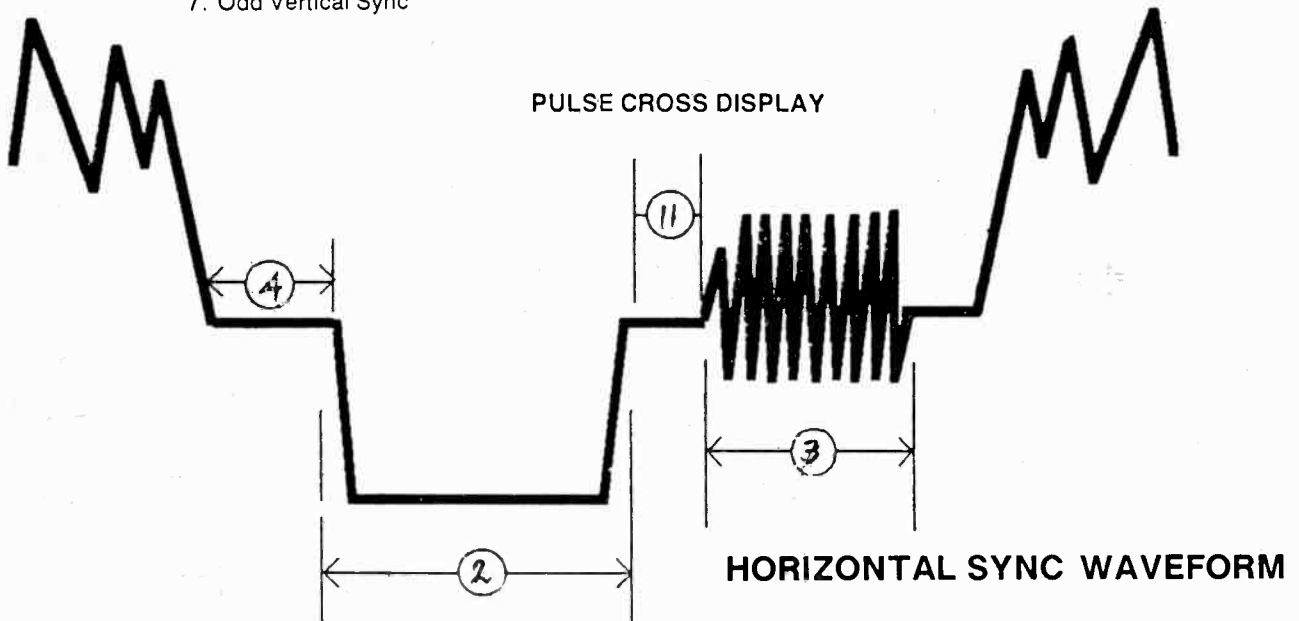 7. Odd Vertical Sync
PULSE CROSS DISPLAY
11
4
3
2
HORIZONTAL SYNC WAVEFORM